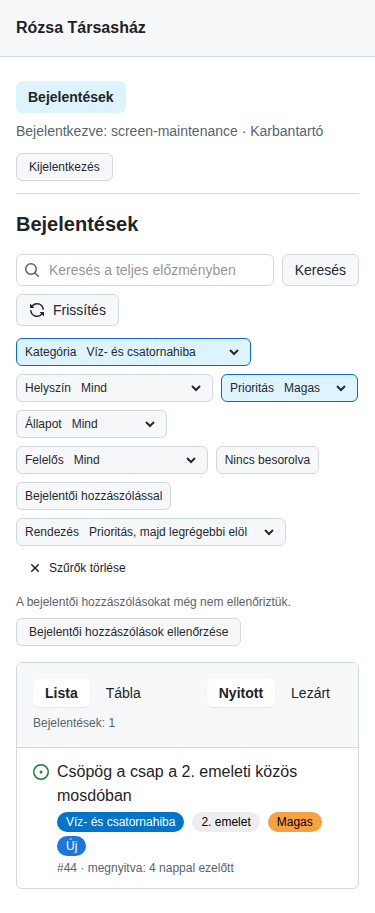 Rózsa Társasház
Bejelentések
Bejelentkezve: screen-maintenance · Karbantartó
Kijelentkezés
Bejelentések
Keresés a teljes előzményben
Keresés
Frissítés
Kategória Víz- és csatornahiba
Helyszín Mind
Prioritás Magas
Állapot Mind
Felelős Mind
Nincs besorolva
Bejelentői hozzászólással
Rendezés Prioritás, majd legrégebbi elöl
Szűrők törlése
A bejelentői hozzászólásokat még nem ellenőriztük.
Bejelentői hozzászólások ellenőrzése
Lista Tábla Nyitott Lezárt
Bejelentések: 1
Csöpög a csap a 2. emeleti közös
mosdóban
Víz- és csatornahiba 2. emelet Magas
Új
#44 · megnyitva: 4 nappal ezelőtt